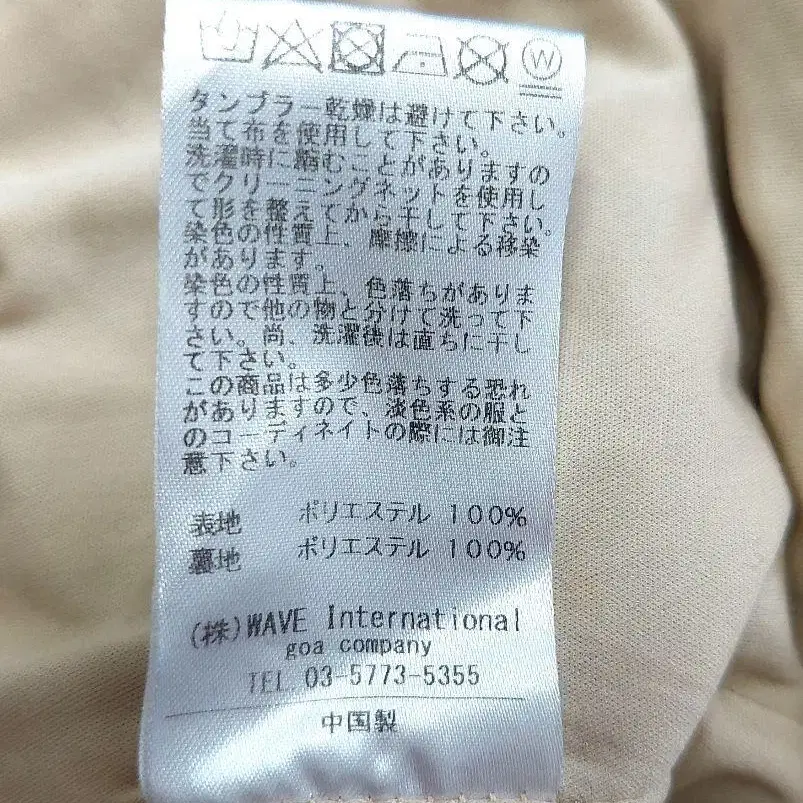 W
タンブラー乾燥は避けて下さい。
当て布を使用して下さい。
洗濯時に縮むことがありますの
でクリーニングネットを使用し
て形を整えてから干して下さい。
染色の性質上、摩擦による移染
があります。
染色の性質上、色落ちがありま
すので他の物と分けて洗って下
さい。尚、洗濯後は直ちに干し
て下さい。
この商品は多少色落ちする恐れ
がありますので、淡色系の服と
のコーディネイトの際には御注
意下さい。
表地 ポリエステル 100%
裏地 ポリエステル 100%
(株)WAVE International
goa company
TEL 03-5773-5355
中国製